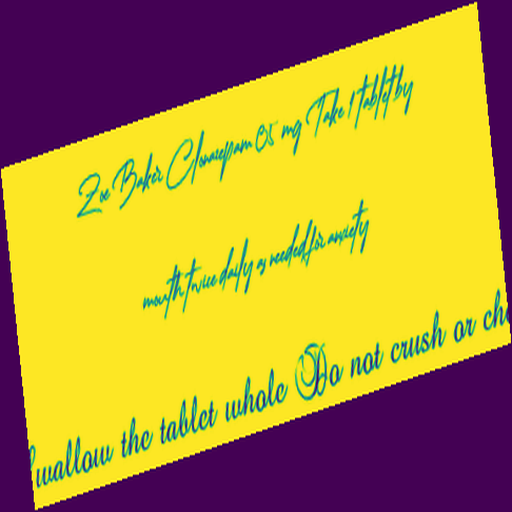 Zoe Baker Clonazepam 0.5 mg Take 1 tablet by
mouth twice daily as needed for anxiety
wallow the tablet whole Do not crush or